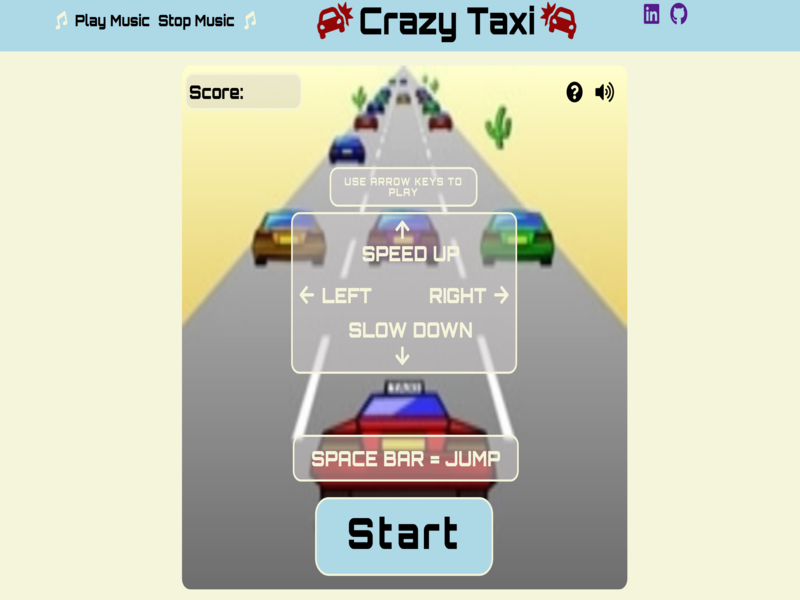 Play Music Stop Music
Crazy Taxi
in
Score:
?
USE ARROW KEYS TO
PLAY
↑
SPEED UP
← LEFT RIGHT →
SLOW DOWN
↓
TAXI
SPACE BAR = JUMP
Start